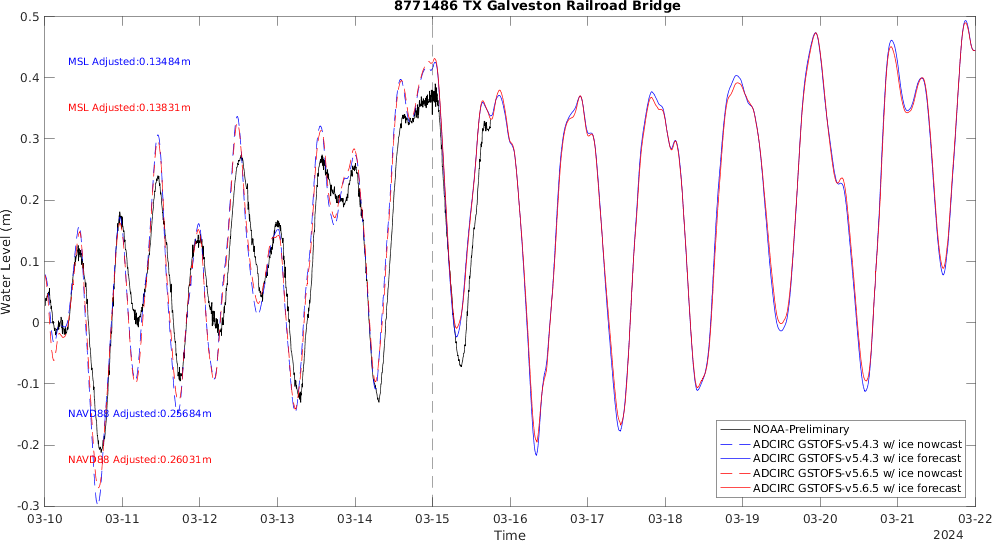 8771486 TX Galveston Railroad Bridge
Water Level (m)
0.5
0.4
0.3
0.2
0.1
0
-0.1
-0.2
-0.3
MSL Adjusted:0.13484m
MSL Adjusted:0.13831m
NAVD88 Adjusted:0.25684m
NAVD88 Adjusted:0.26031m
NOAA-Preliminary
ADCIRC GSTOFS-v5.4.3 w/ ice nowcast
ADCIRC GSTOFS-v5.4.3 w/ ice forecast
ADCIRC GSTOFS-v5.6.5 w/ ice nowcast
ADCIRC GSTOFS-v5.6.5 w/ ice forecast
03-10 03-11 03-12 03-13 03-14 03-15 03-16 03-17 03-18 03-19 03-20 03-21 03-22
Time
2024